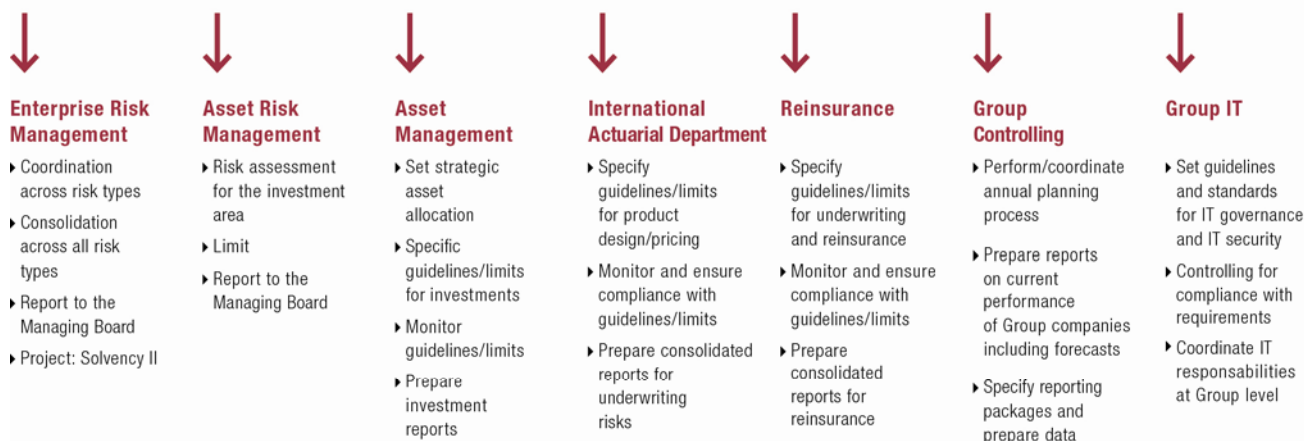 Enterprise Risk
Management
▸ Coordination
across risk types
▸ Consolidation
across all risk
types
▸ Report to the
Managing Board
▸ Project: Solvency II
Asset Risk
Management
▸ Risk assessment
for the investment
area
▸ Limit
▸ Report to the
Managing Board
Asset
Management
▸ Set strategic
asset
allocation
▸ Specific
guidelines/limits
for investments
▸ Monitor
guidelines/limits
▸ Prepare
investment
reports
International
Actuarial Department
▸ Specify
guidelines/limits
for product
design/pricing
▸ Monitor and ensure
compliance with
guidelines/limits
▸ Prepare consolidated
reports for
underwriting
risks
Reinsurance
▸ Specify
guidelines/limits
for underwriting
and reinsurance
▸ Monitor and ensure
compliance with
guidelines/limits
▸ Prepare
consolidated
reports for
reinsurance
Group
Controlling
▸ Perform/coordinate
annual planning
process
▸ Prepare reports
on current
performance
of Group companies
including forecasts
▸ Specify reporting
packages and
prepare data
Group IT
▸ Set guidelines
and standards
for IT governance
and IT security
▸ Controlling for
compliance with
requirements
▸ Coordinate IT
responsabilities
at Group level